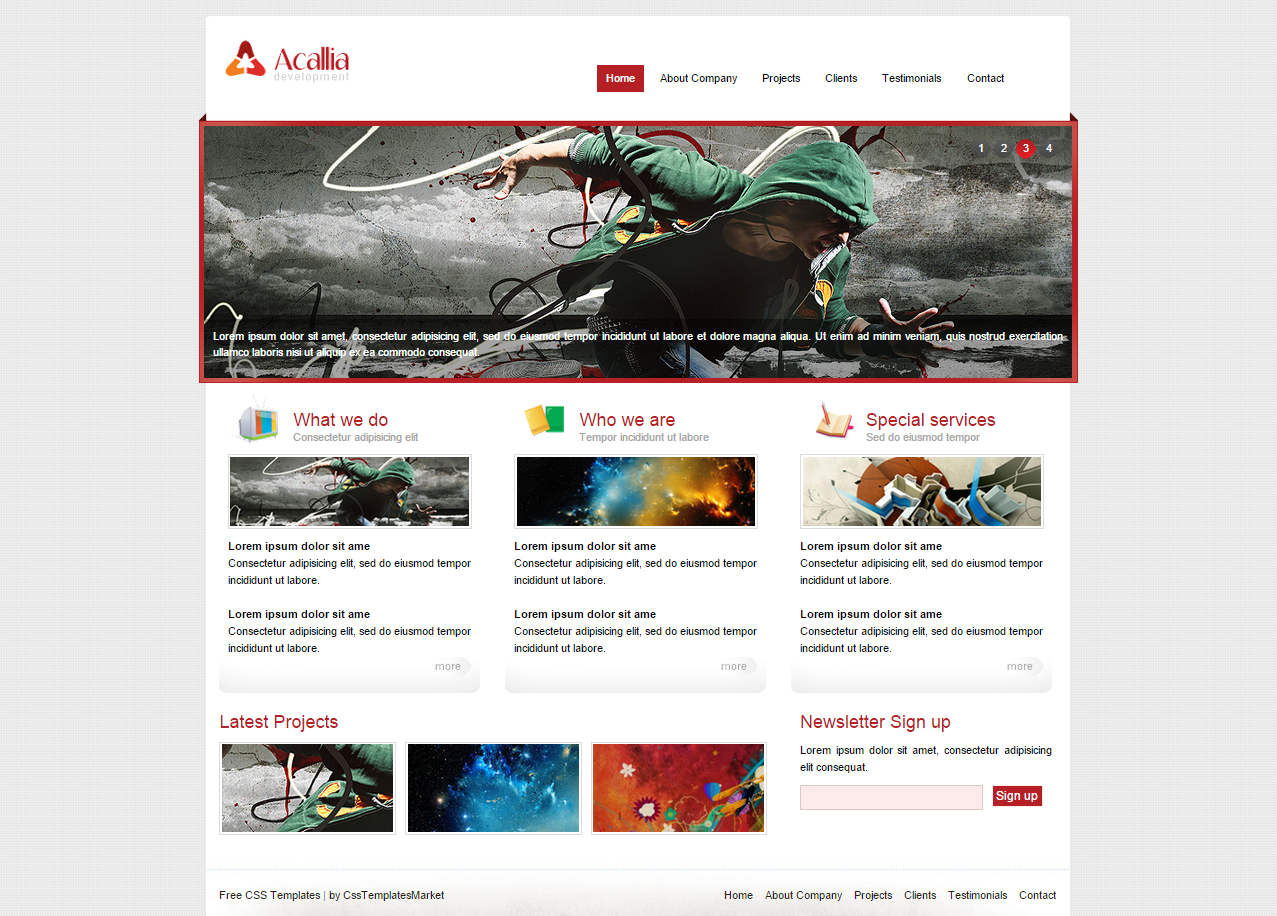 Acallia
development
Home About Company Projects Clients Testimonials Contact
1 2 3 4
Lorem ipsum dolor sit amet, consectetur adipisicing elit, sed do eiusmod tempor incididunt ut labore et dolore magna aliqua. Ut enim ad minim veniam, quis nostrud exercitation
ullamco laboris nisi ut aliquip ex ea commodo consequat.
What we do
Consectetur adipisicing elit
Lorem ipsum dolor sit ame
Consectetur adipisicing elit, sed do eiusmod tempor
incididunt ut labore.
Lorem ipsum dolor sit ame
Consectetur adipisicing elit, sed do eiusmod tempor
incididunt ut labore.
more
Who we are
Tempor incididunt ut labore
Lorem ipsum dolor sit ame
Consectetur adipisicing elit, sed do eiusmod tempor
incididunt ut labore.
Lorem ipsum dolor sit ame
Consectetur adipisicing elit, sed do eiusmod tempor
incididunt ut labore.
more
Special services
Sed do eiusmod tempor
Lorem ipsum dolor sit ame
Consectetur adipisicing elit, sed do eiusmod tempor
incididunt ut labore.
Lorem ipsum dolor sit ame
Consectetur adipisicing elit, sed do eiusmod tempor
incididunt ut labore.
more
Latest Projects
Newsletter Sign up
Lorem ipsum dolor sit amet, consectetur adipisicing
elit consequat.
Sign up
Free CSS Templates | by CssTemplatesMarket
Home About Company Projects Clients Testimonials Contact